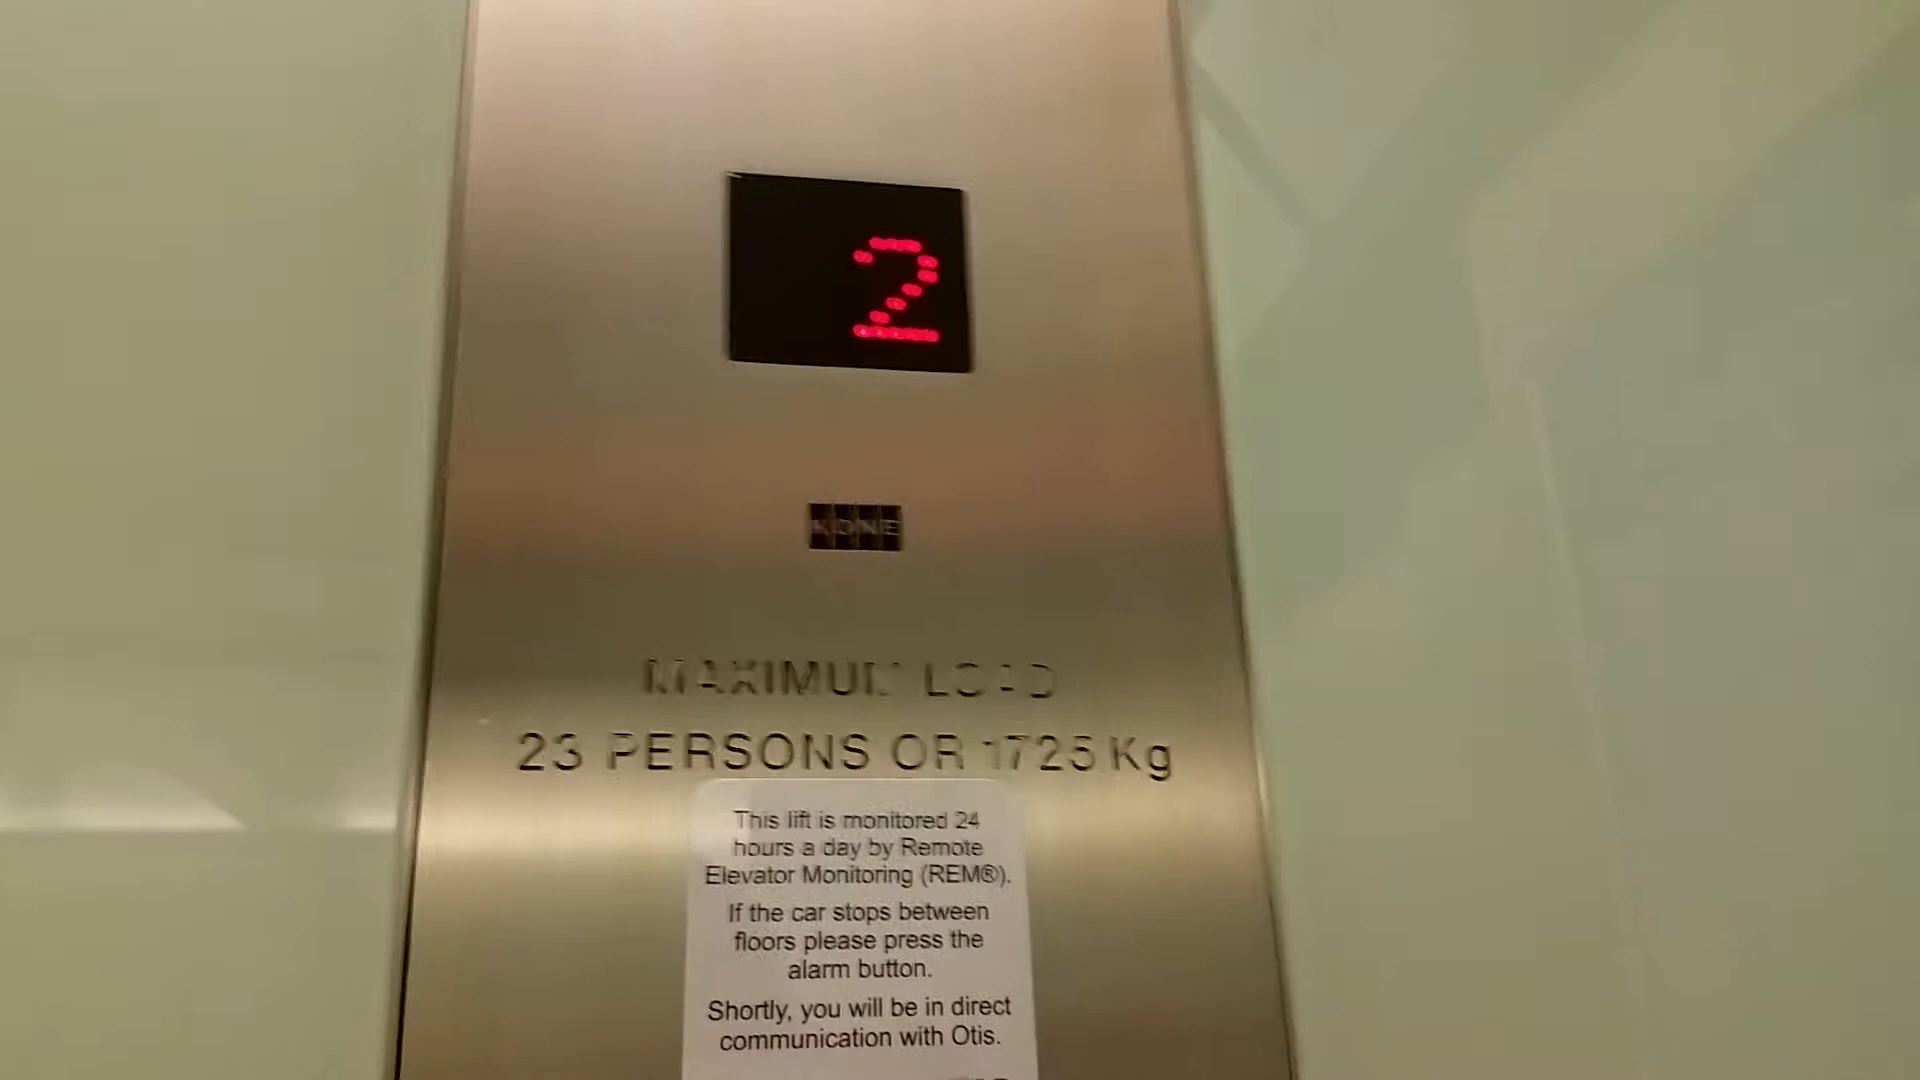 2
KONE
MAXIMUM LOAD
23 PERSONS OR 1725 Kg
This lift is monitored 24
hours a day by Remote
Elevator Monitoring (REM®).
If the car stops between
floors please press the
alarm button.
Shortly, you will be in direct
communication with Otis.